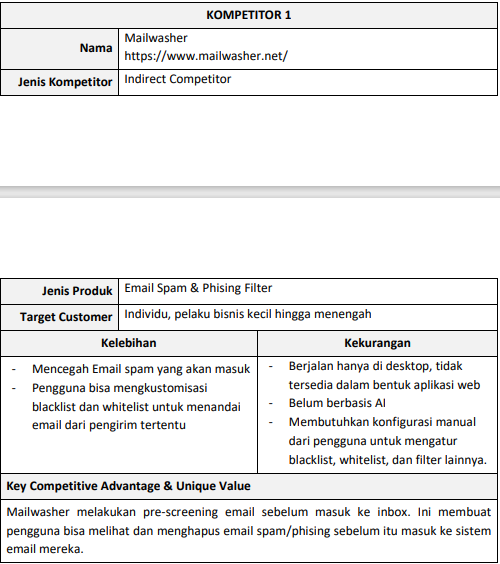 KOMPETITOR 1
Nama
Mailwasher
https://www.mailwasher.net/
Jenis Kompetitor
Indirect Competitor
Jenis Produk
Email Spam & Phising Filter
Target Customer
Individu, pelaku bisnis kecil hingga menengah
Kelebihan
- Mencegah Email spam yang akan masuk
- Pengguna bisa mengkustomisasi
blacklist dan whitelist untuk menandai
email dari pengirim tertentu
Kekurangan
- Berjalan hanya di desktop, tidak
tersedia dalam bentuk aplikasi web
- Belum berbasis AI
- Membutuhkan konfigurasi manual
dari pengguna untuk mengatur
blacklist, whitelist, dan filter lainnya.
Key Competitive Advantage & Unique Value
Mailwasher melakukan pre-screening email sebelum masuk ke inbox. Ini membuat
pengguna bisa melihat dan menghapus email spam/phising sebelum itu masuk ke sistem
email mereka.